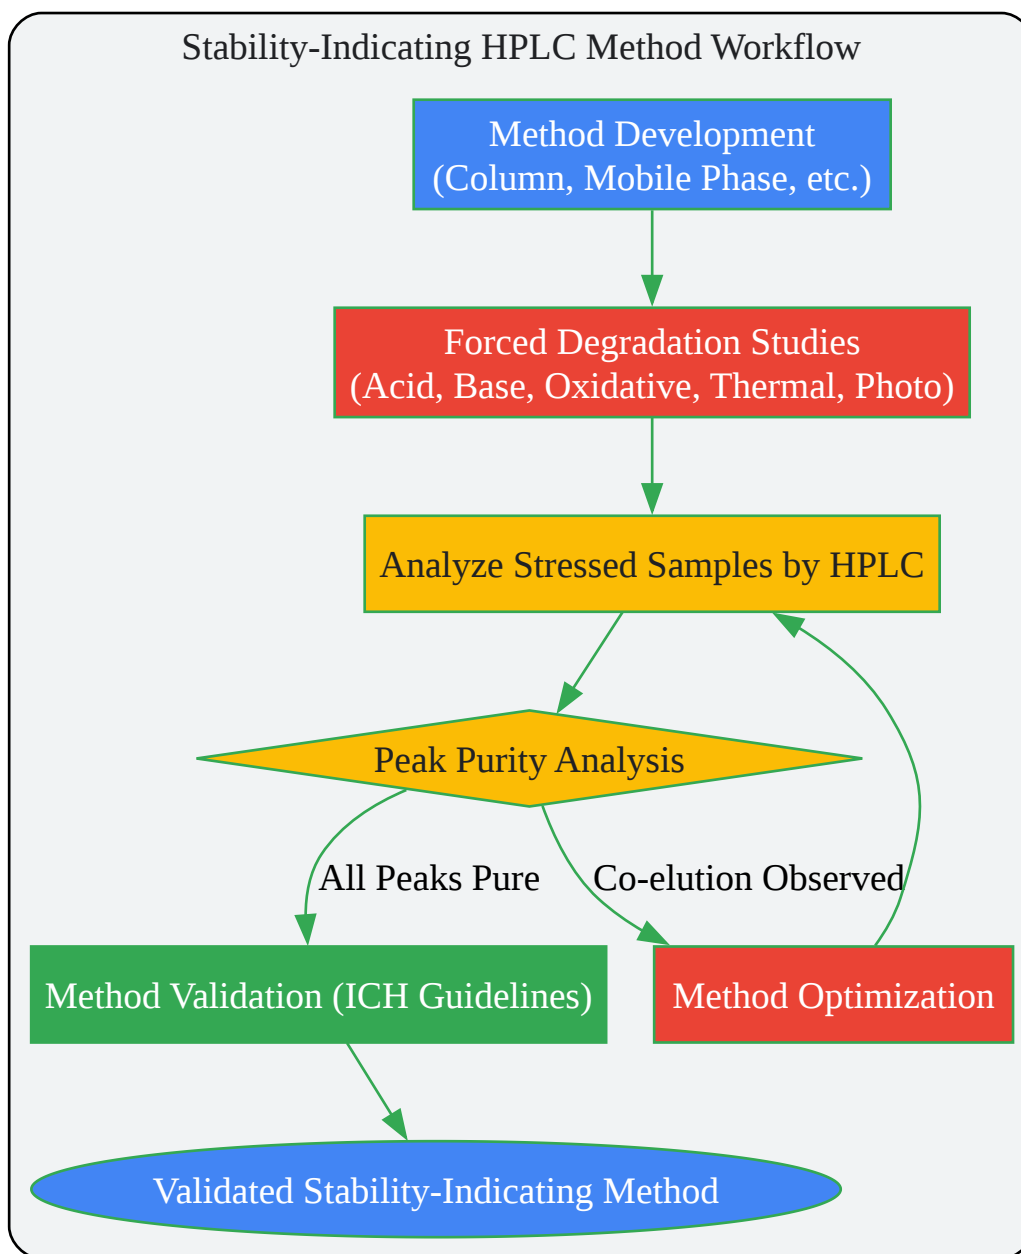 Stability-Indicating HPLC Method Workflow
Method Development
(Column, Mobile Phase, etc.)
Forced Degradation Studies
(Acid, Base, Oxidative, Thermal, Photo)
Analyze Stressed Samples by HPLC
Peak Purity Analysis
All Peaks Pure
Co-elution Observed
Method Validation (ICH Guidelines)
Method Optimization
Validated Stability-Indicating Method